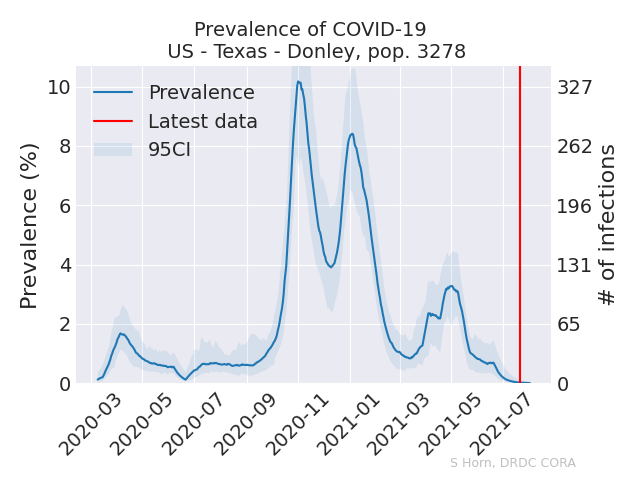 Prevalence of COVID-19
US - Texas - Donley, pop. 3278
Prevalence
Latest data
95CI
Prevalence (%)
10
8
6
4
2
0
327
262
196
131
65
0
# of infections
2020-03
2020-05
2020-07
2020-09
2020-11
2021-01
2021-03
2021-05
2021-07
S Horn, DRDC CORA